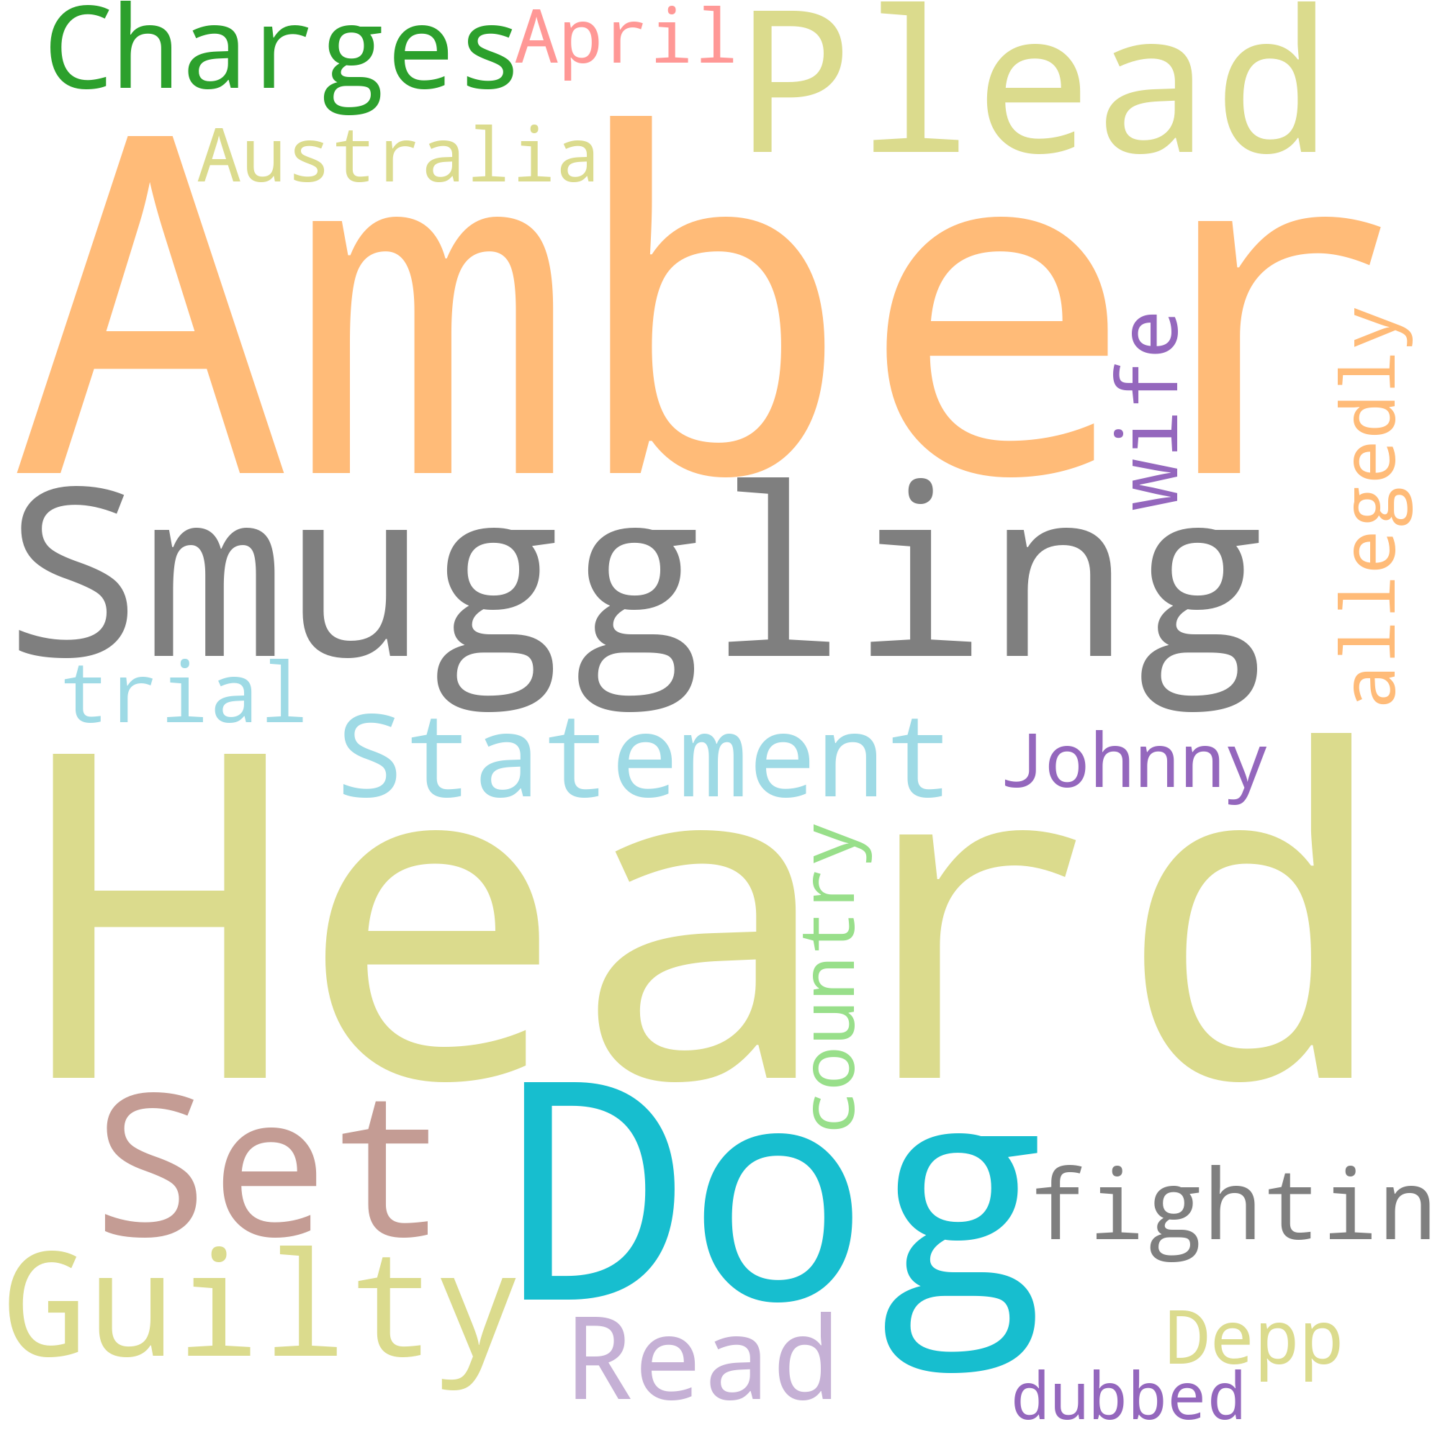 Charges
April
Plead
Australia
Amber
wife
allegedly
Smuggling
trial
Statement
Johnny
Heard
country
Set
Dog
fightin
Guilty
Read
Depp
dubbed